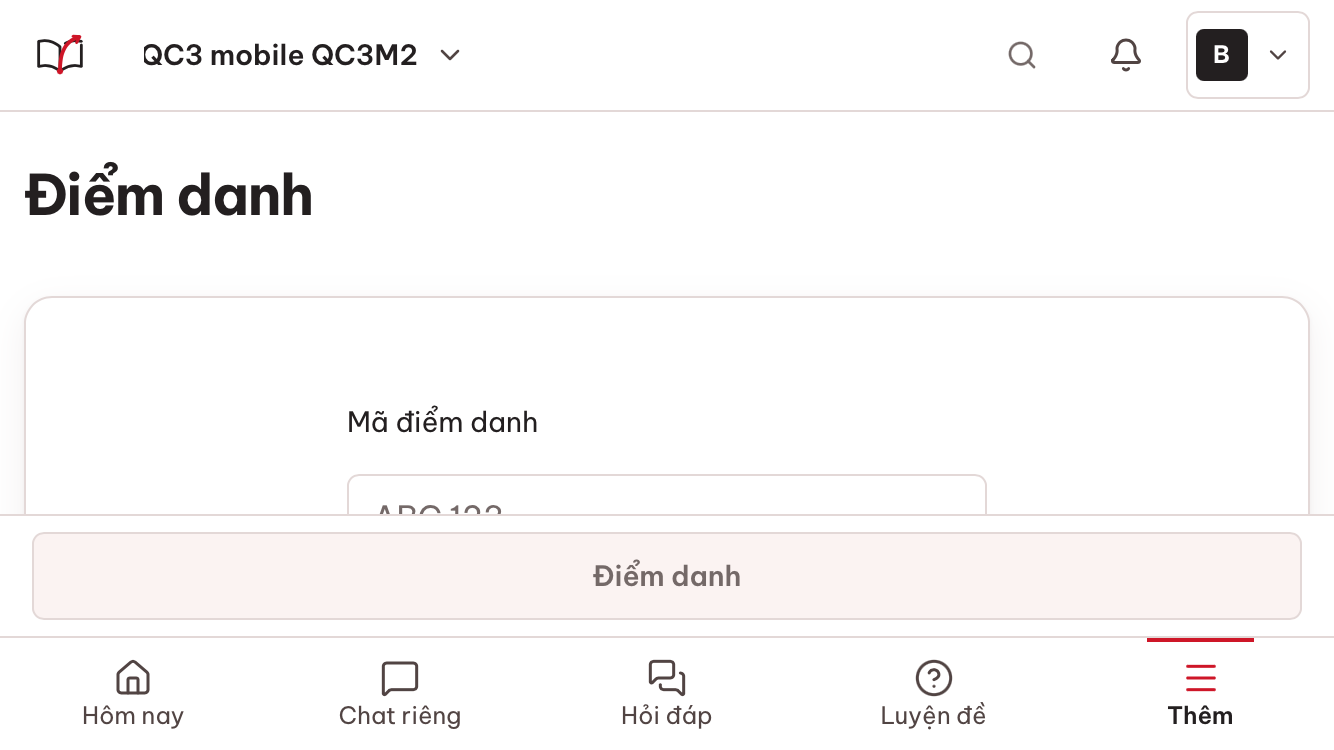 QC3 mobile QC3M2
B
Điểm danh
Mã điểm danh
Điểm danh
Hôm nay
Chat riêng
Hỏi đáp
Luyện đề
Thêm